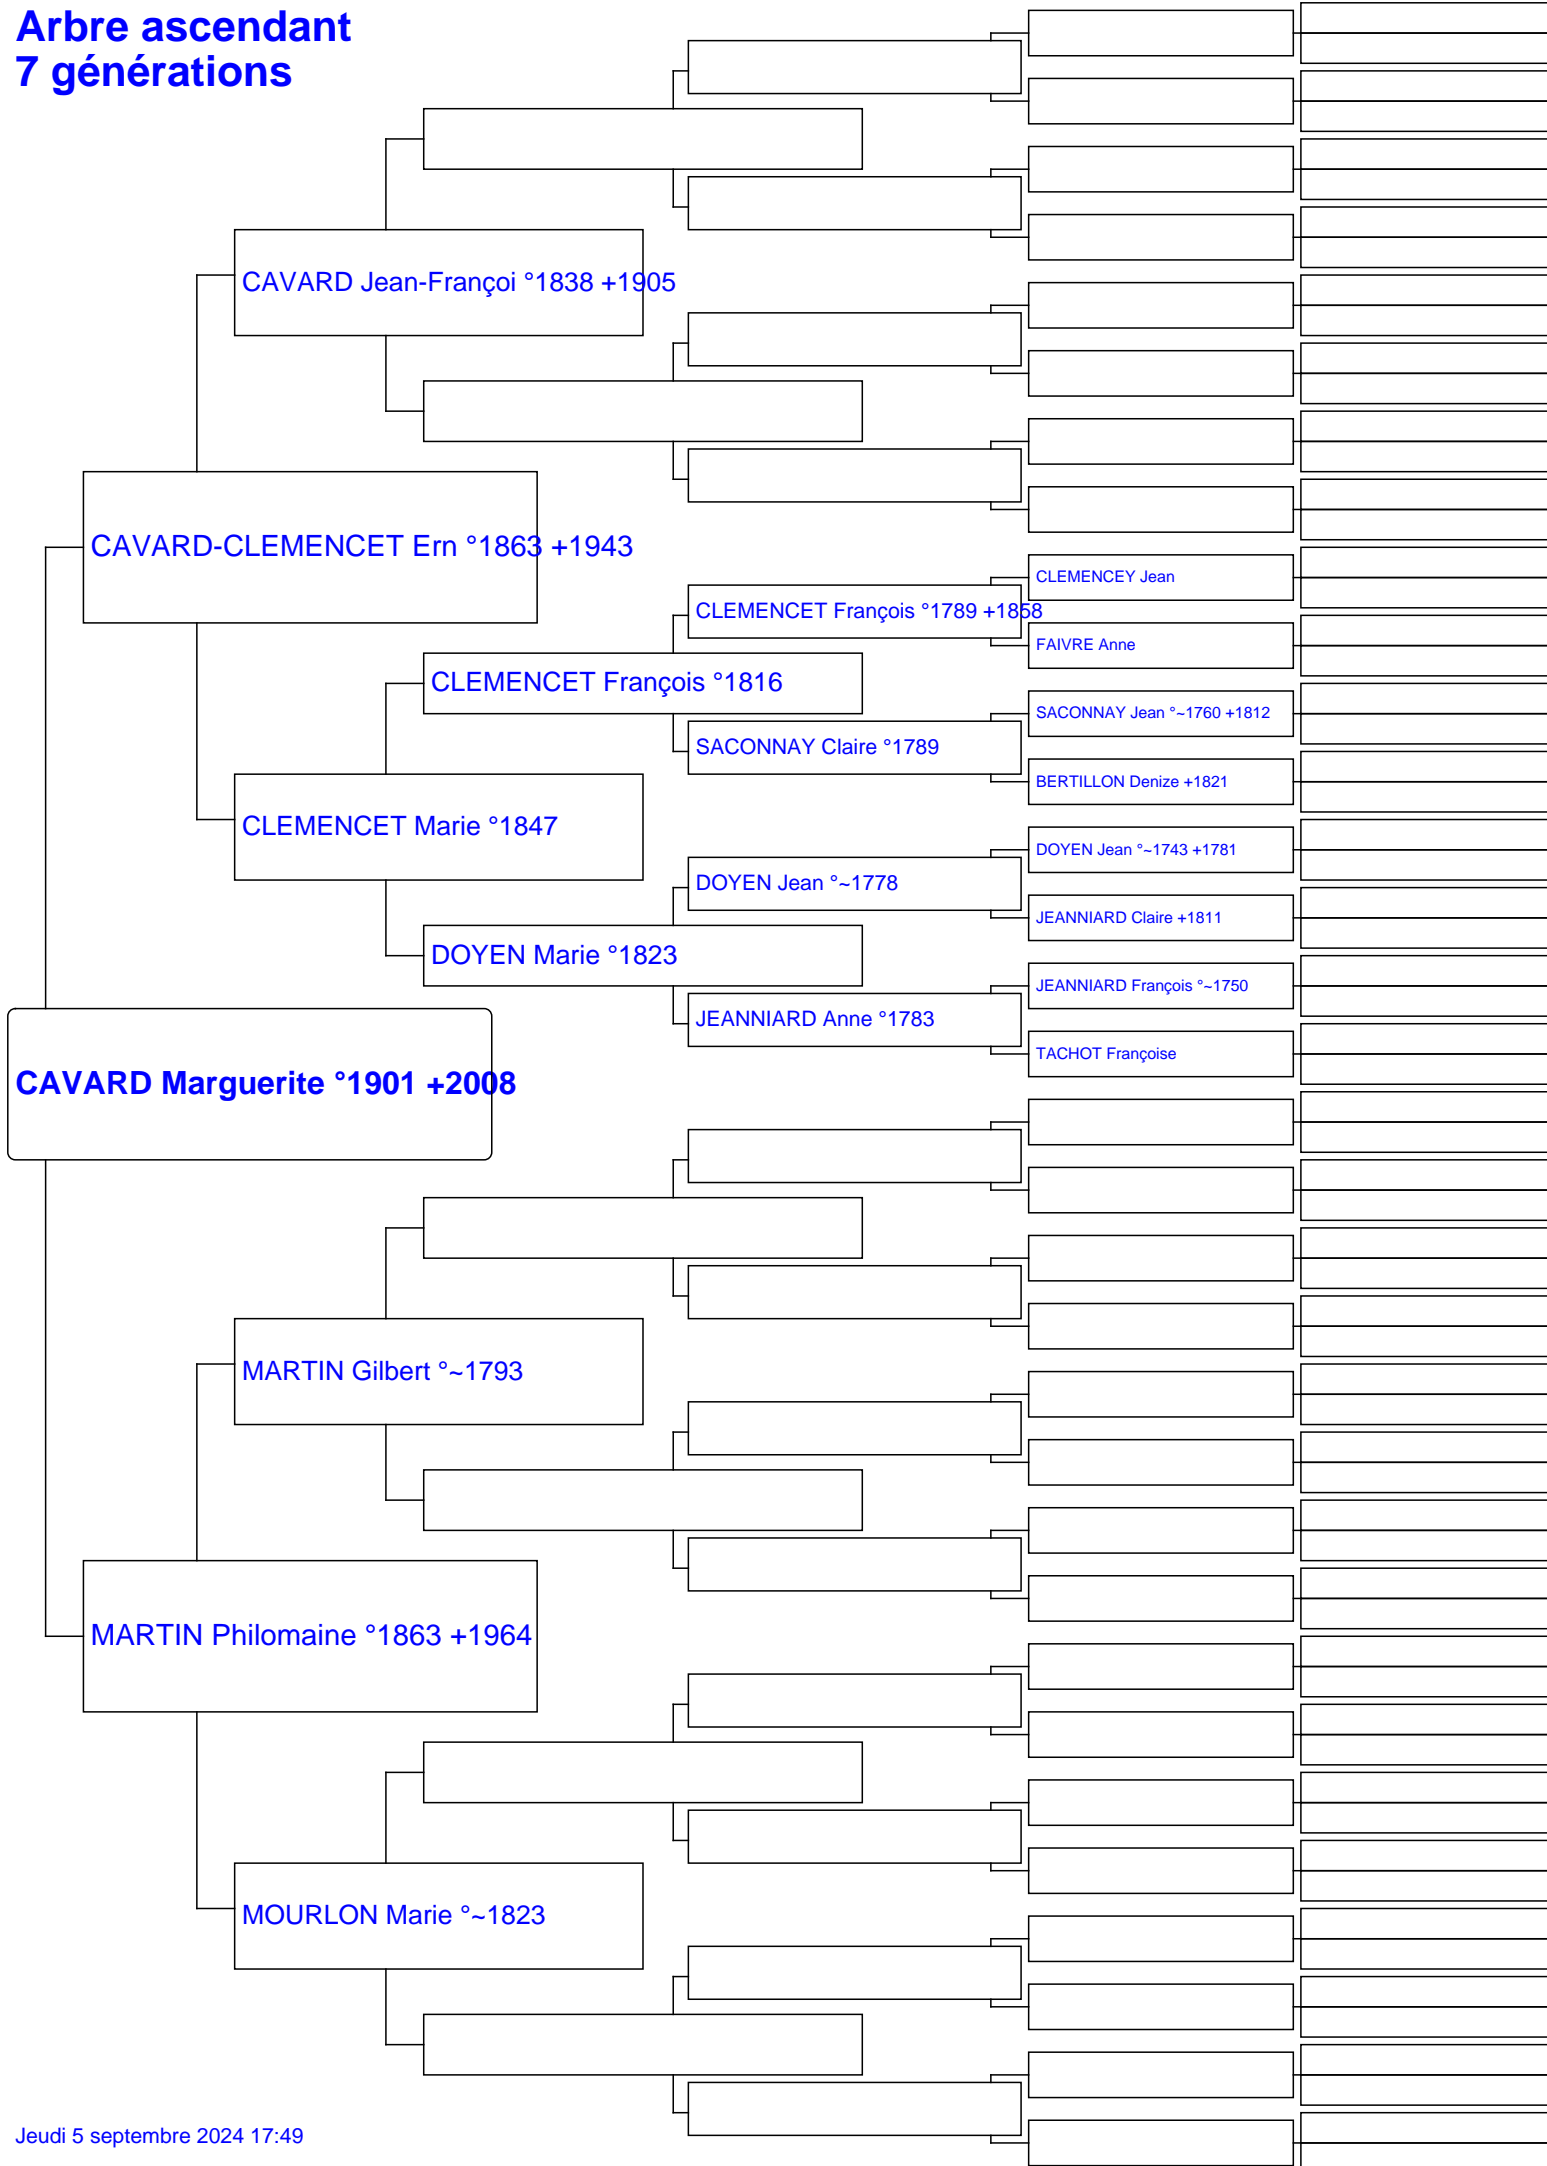 Arbre ascendant
7 générations
CAVARD Jean-Françoi °1838 +1905
CAVARD-CLEMENCET Ern °1863 +1943
CLEMENCEY Jean
CLEMENCET François °1789 +1858
FAIVRE Anne
CLEMENCET François °1816
SACONNAY Jean °~1760 +1812
SACONNAY Claire °1789
BERTILLON Denize +1821
CLEMENCET Marie °1847
DOYEN Jean °~1743 +1781
DOYEN Jean °~1778
JEANNIARD Claire +1811
DOYEN Marie °1823
JEANNIARD François °~1750
JEANNIARD Anne °1783
TACHOT Françoise
CAVARD Marguerite °1901 +2008
MARTIN Gilbert °~1793
MARTIN Philomaine °1863 +1964
MOURLON Marie °~1823
Jeudi 5 septembre 2024 17:49